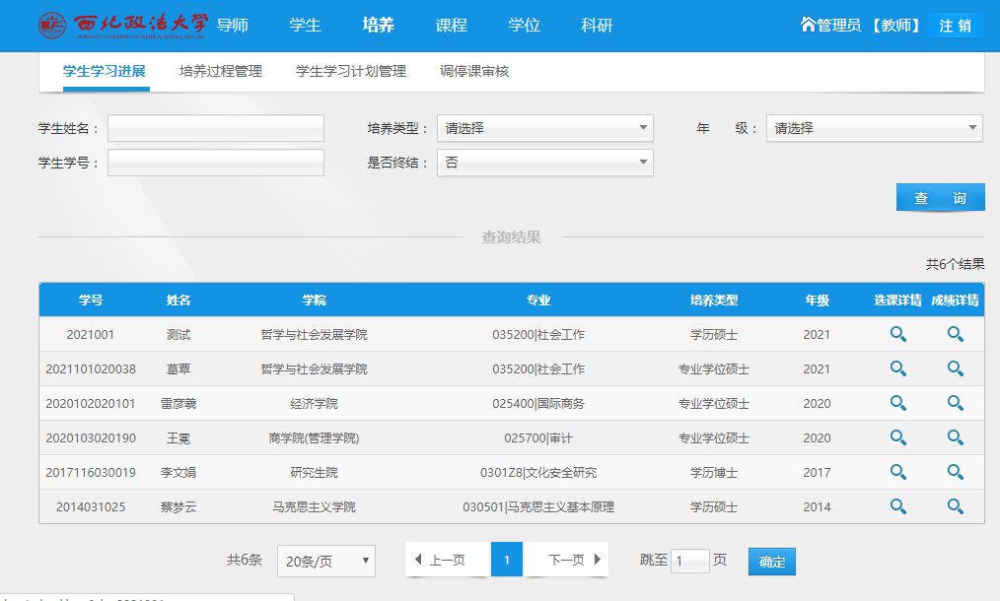 西北政法大学 导师 学生 培养 课程 学位 科研 管理员 【教师】 注 销
学生学习进展 培养过程管理 学生学习计划管理 调停课审核
学生姓名： 培养类型： 请选择 年 级： 请选择
学生学号： 是否终结： 否
查 询
查询结果
共6个结果
学号 姓名 学院 专业 培养类型 年级 选课详情 成绩详情
2021001 测试 哲学与社会发展学院 035200|社会工作 学历硕士 2021
2021101020038 葛覃 哲学与社会发展学院 035200|社会工作 专业学位硕士 2021
2020102020101 雷彦羲 经济学院 025400|国际商务 专业学位硕士 2020
2020103020190 王冕 商学院(管理学院) 025700|审计 专业学位硕士 2020
2017116030019 李文娟 研究生院 0301Z8|文化安全研究 学历博士 2017
2014031025 蔡梦云 马克思主义学院 030501|马克思主义基本原理 学历硕士 2014
共6条 20条/页 上一页 1 下一页 跳至 1 页 确定